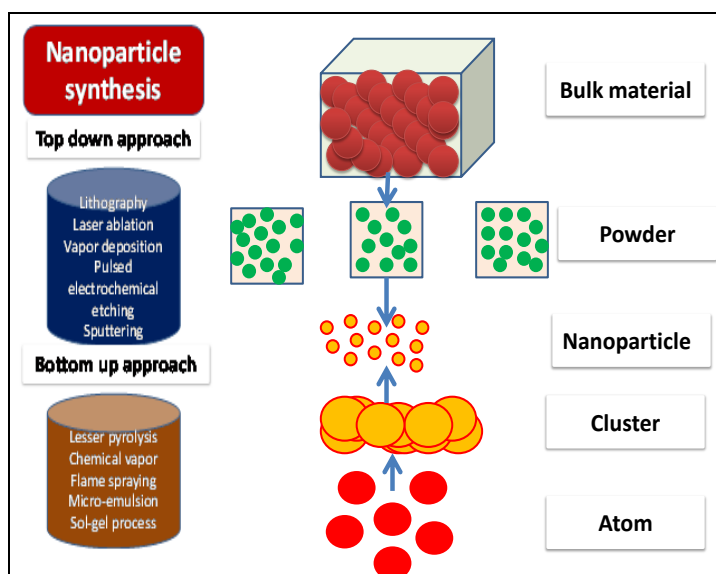 Nanoparticle
synthesis
Top down approach
Lithography
Laser ablation
Vapor deposition
Pulsed
electrochemical
etching
Sputtering
Bottom up approach
Lesser pyrolysis
Chemical vapor
Flame spraying
Micro-emulsion
Sol-gel process
Bulk material
Powder
Nanoparticle
Cluster
Atom